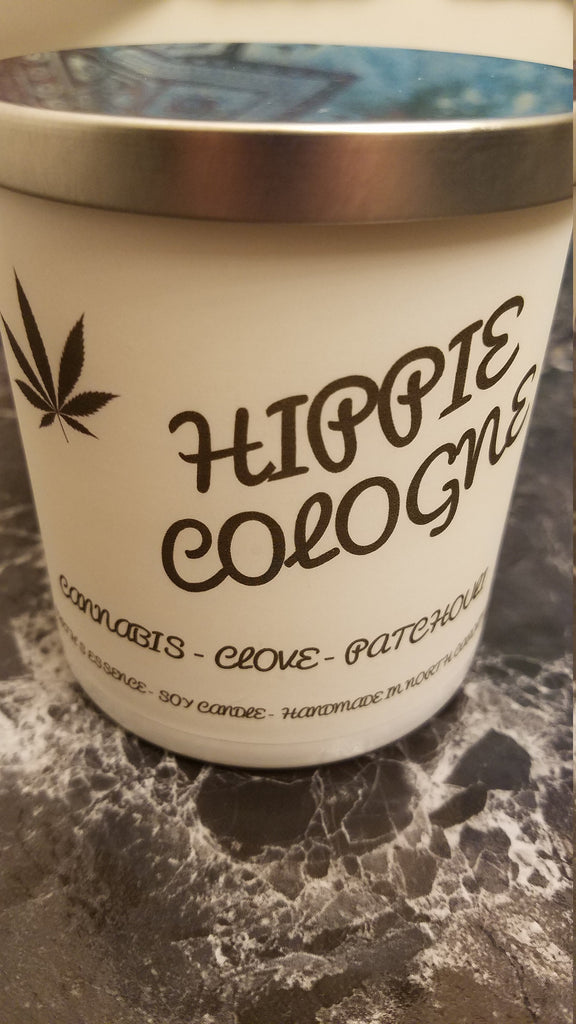 HIPPIE
COLOGNE
CANNABIS - CLOVE - PATCHOULI
ESSENCE - SOY CANDLE - HANDMADE IN NORTH